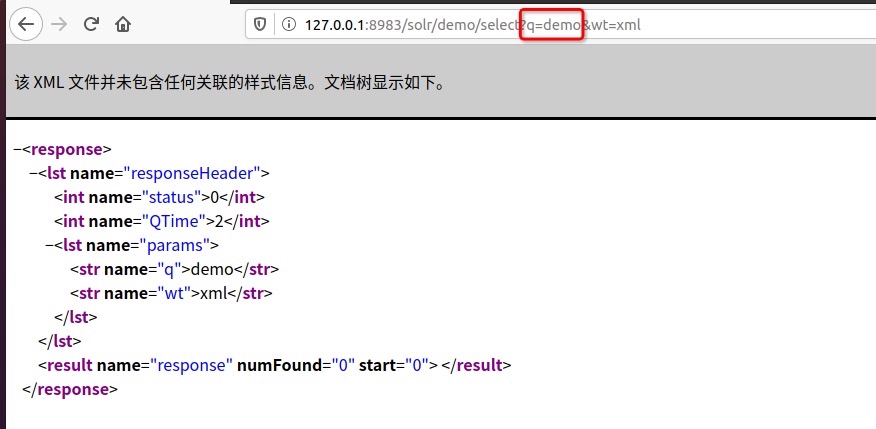 127.0.0.1:8983/solr/demo/select?q=demo&wt=xml
该 XML 文件并未包含任何关联的样式信息。文档树显示如下。
–<response>
–<lst name="responseHeader">
<int name="status">0</int>
<int name="QTime">2</int>
–<lst name="params">
<str name="q">demo</str>
<str name="wt">xml</str>
</lst>
</lst>
<result name="response" numFound="0" start="0"> </result>
</response>